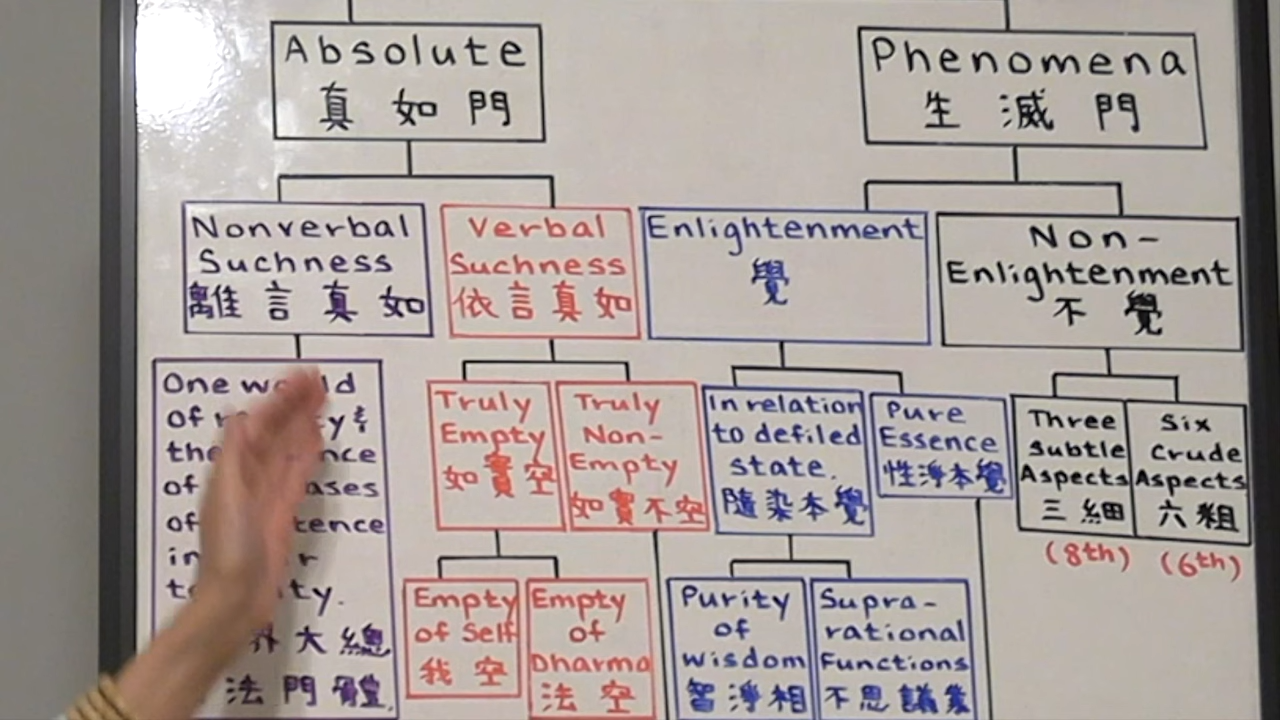 Absolute
真 如 門
Phenomena
生 滅 門
Nonverbal
Suchness
離 言 真 如
Verbal
Suchness
依 言 真 如
Enlightenment
覺
Non-
Enlightenment
不 覺
One
of
the
of
of
in
界 大 總
法 門 體
Truly
Empty
如 實 空
Truly
Non-
Empty
如 實 不 空
In relation
to defiled
state.
隨 染 本 覺
Pure
Essence
性 淨 本 覺
Three
Subtle
Aspects
三 細
(8th)
Six
Crude
Aspects
六 粗
(6th)
Empty
of Self
我 空
Empty
of
Dharma
法 空
Purity
of
Wisdom
智 淨 相
Supra-
rational
Functions
不 思 議 業